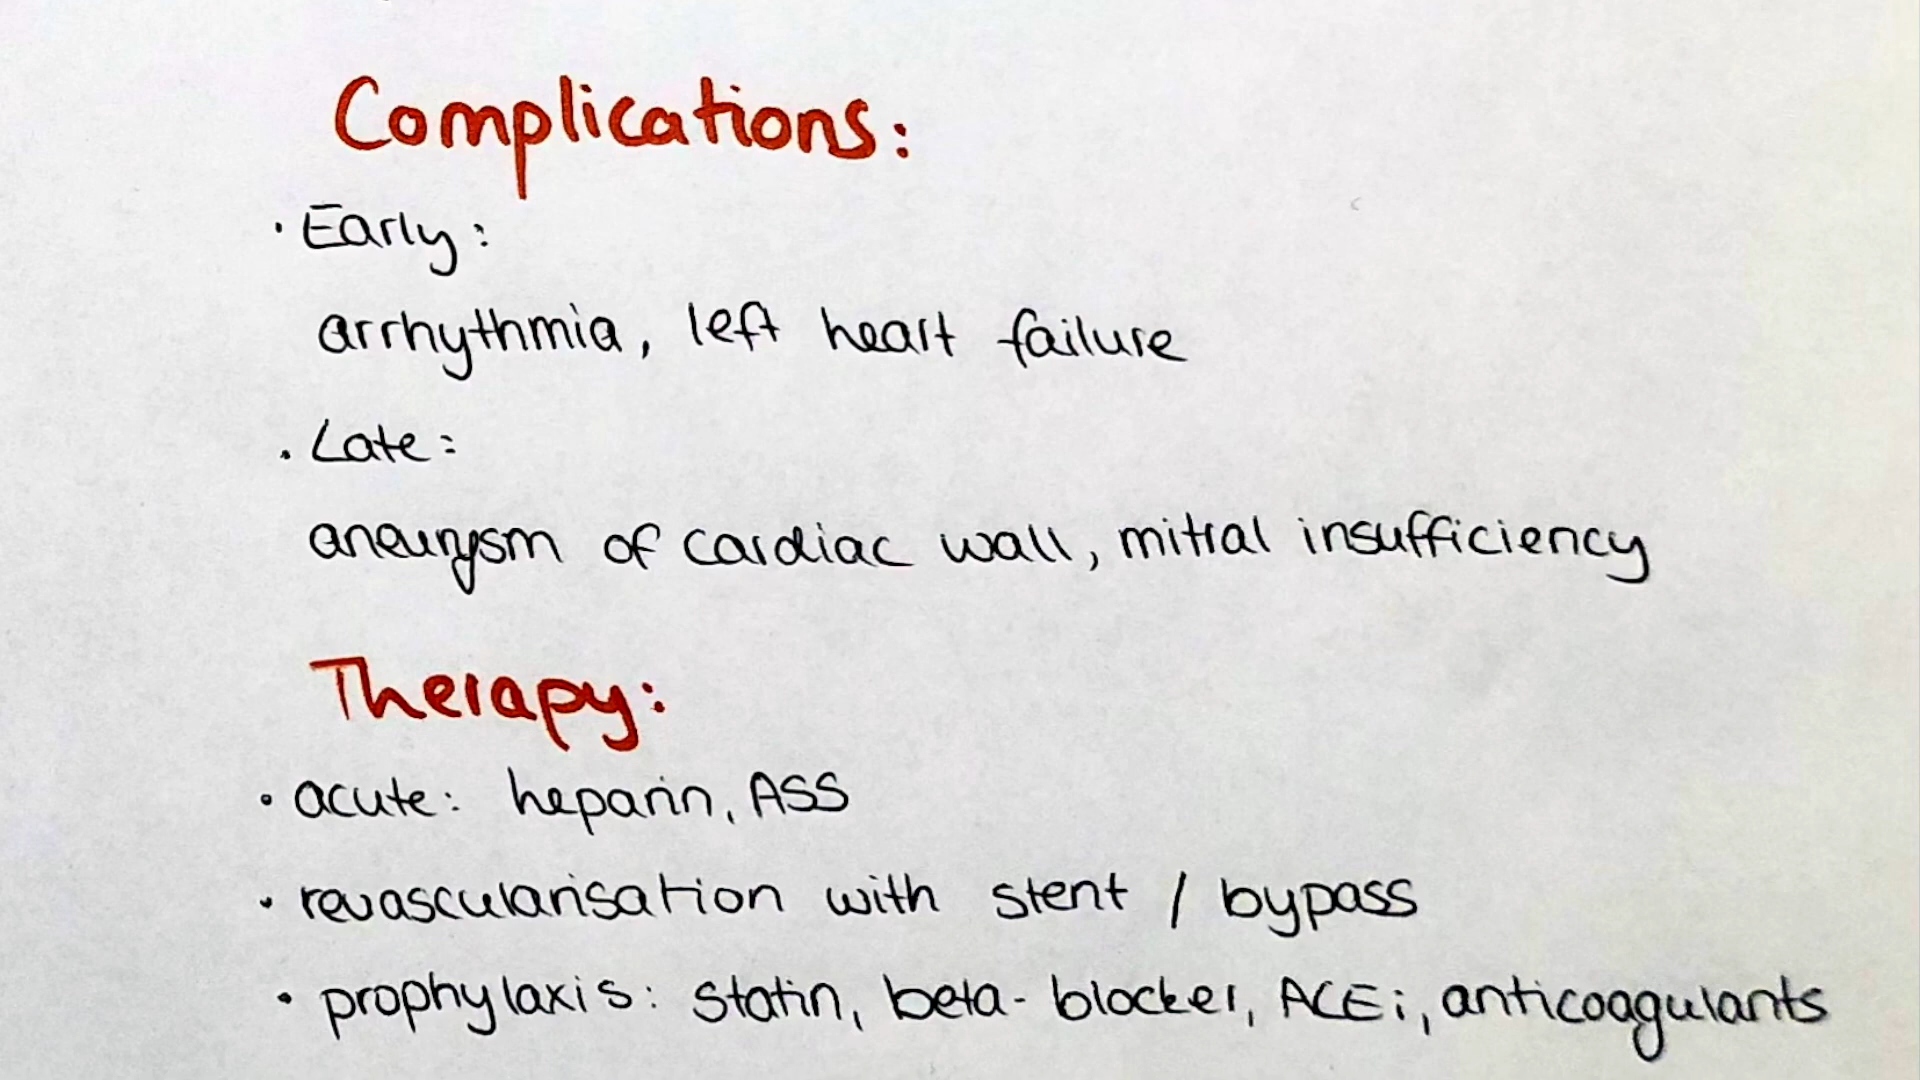 Complications:
· Early:
arrhythmia, left heart failure
· Late:
aneurysm of cardiac wall, mitral insufficiency
Therapy:
· acute: heparin, ASS
· revascularisation with stent / bypass
· prophylaxis: statin, beta-blocker, ACEi, anticoagulants